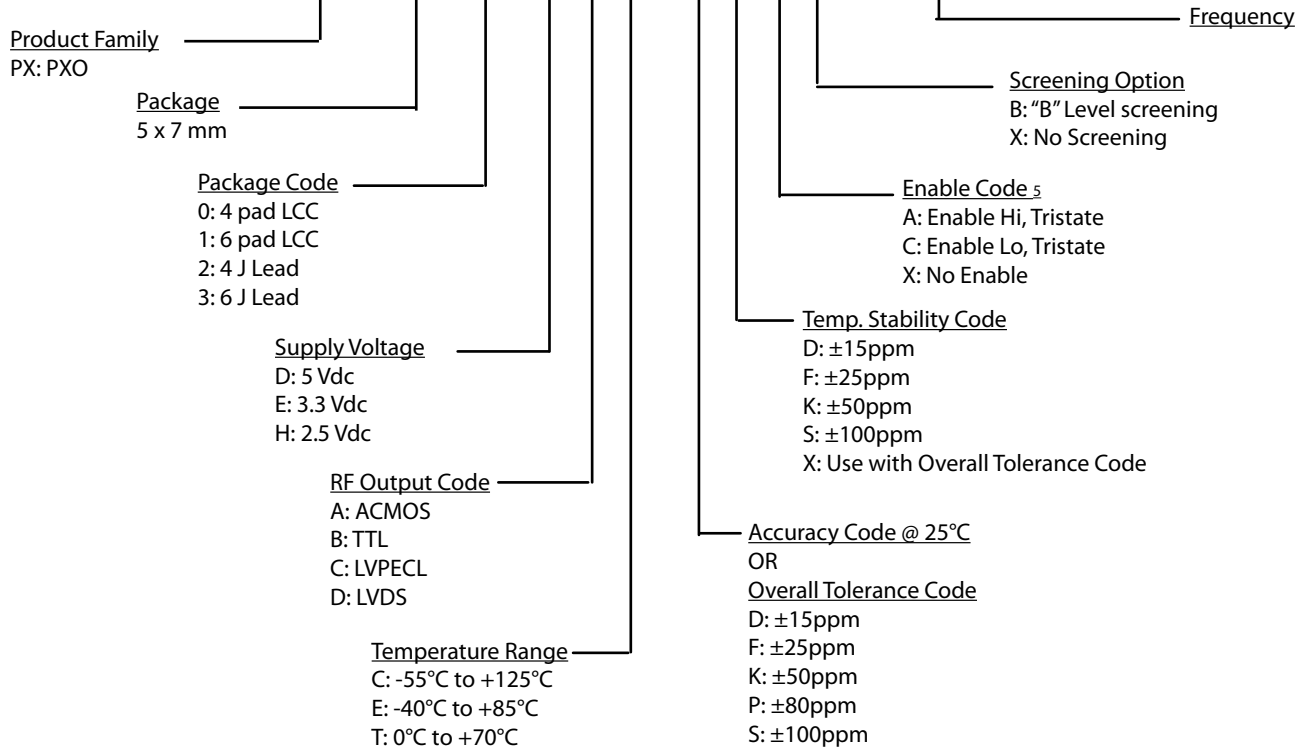 Product Family
PX: PXO
Package
5 x 7 mm
Package Code
0: 4 pad LCC
1: 6 pad LCC
2: 4 J Lead
3: 6 J Lead
Supply Voltage
D: 5 Vdc
E: 3.3 Vdc
H: 2.5 Vdc
RF Output Code
A: ACMOS
B: TTL
C: LVPECL
D: LVDS
Temperature Range
C: -55°C to +125°C
E: -40°C to +85°C
T: 0°C to +70°C
Frequency
Screening Option
B: “B” Level screening
X: No Screening
Enable Code 5
A: Enable Hi, Tristate
C: Enable Lo, Tristate
X: No Enable
Temp. Stability Code
D: ±15ppm
F: ±25ppm
K: ±50ppm
S: ±100ppm
X: Use with Overall Tolerance Code
Accuracy Code @ 25°C
OR
Overall Tolerance Code
D: ±15ppm
F: ±25ppm
K: ±50ppm
P: ±80ppm
S: ±100ppm